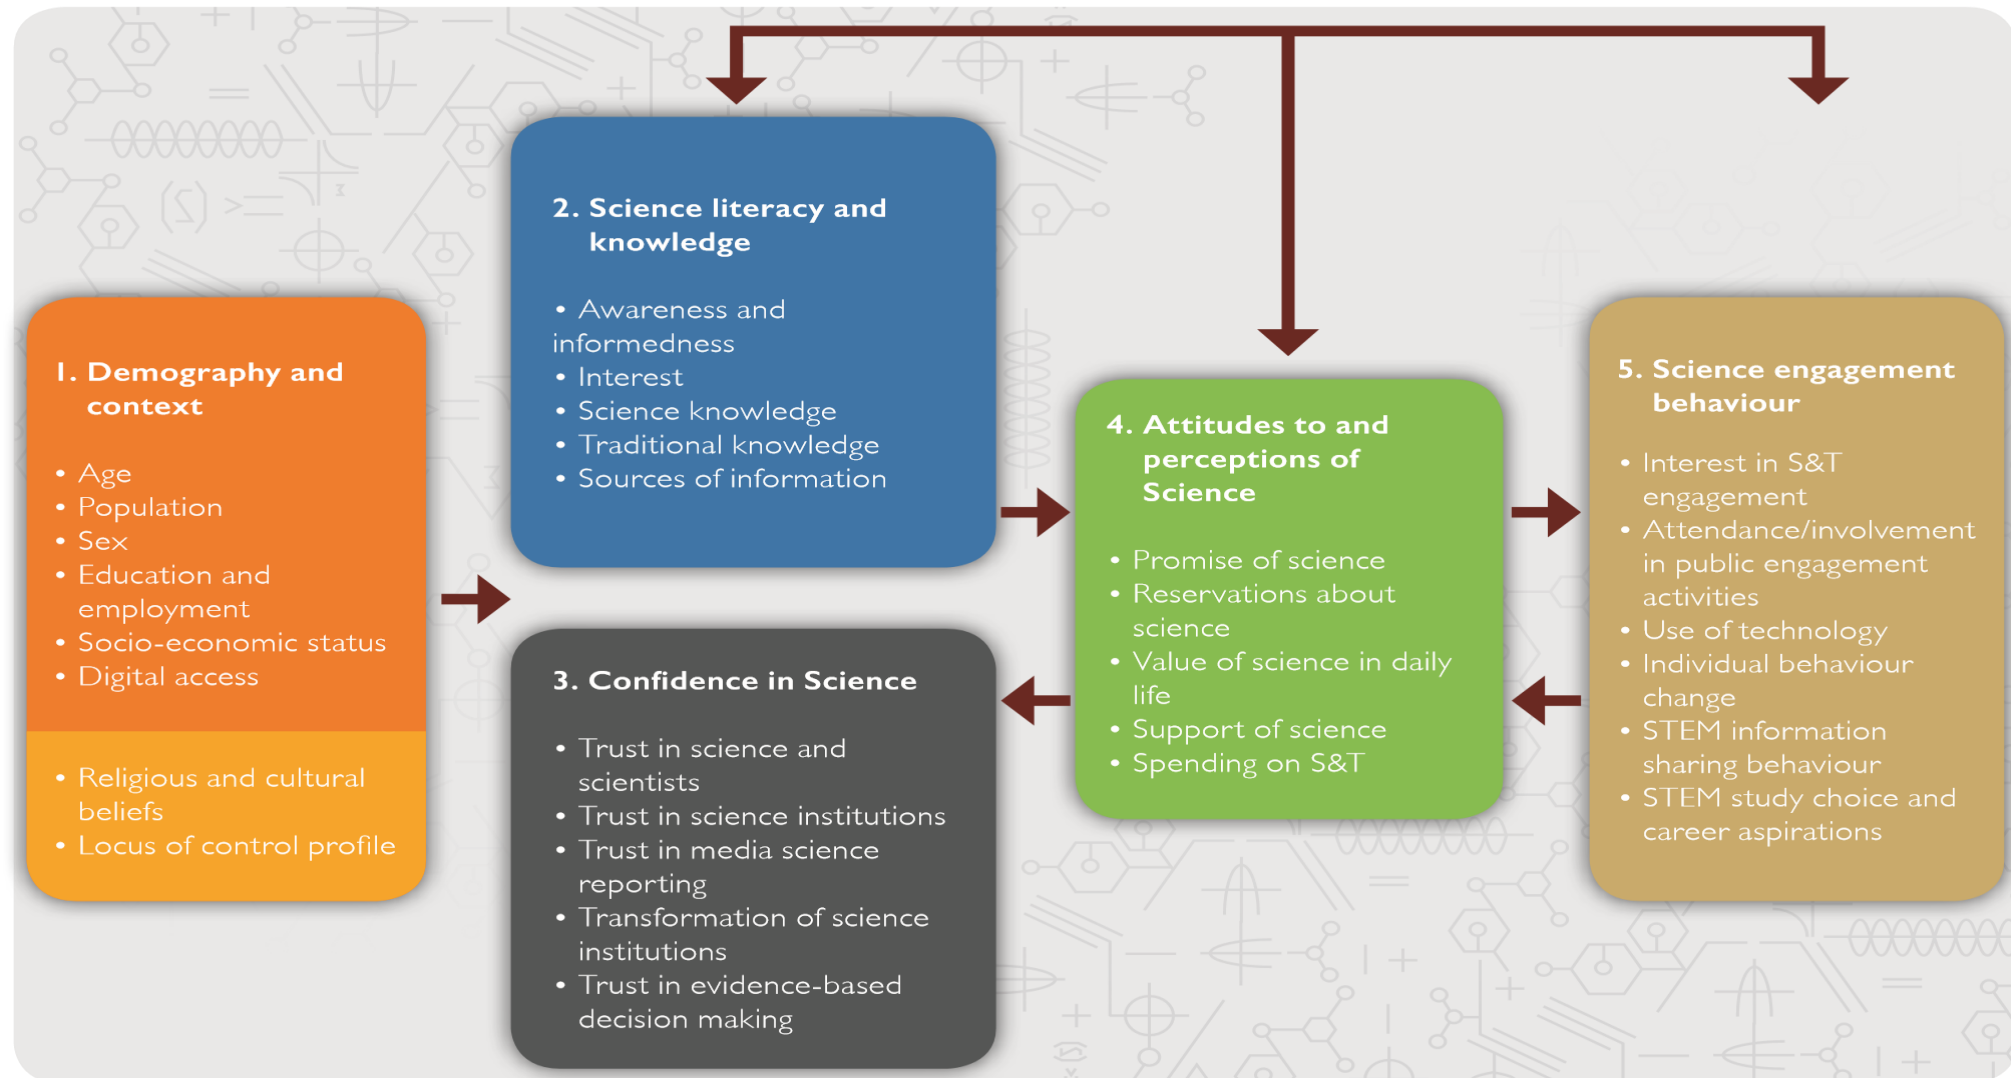 1. Demography and
context
• Age
• Population
• Sex
• Education and
employment
• Socio-economic status
• Digital access
• Religious and cultural
beliefs
• Locus of control profile
2. Science literacy and
knowledge
• Awareness and
informedness
• Interest
• Science knowledge
• Traditional knowledge
• Sources of information
3. Confidence in Science
• Trust in science and
scientists
• Trust in science institutions
• Trust in media science
reporting
• Transformation of science
institutions
• Trust in evidence-based
decision making
4. Attitudes to and
perceptions of
Science
• Promise of science
• Reservations about
science
• Value of science in daily
life
• Support of science
• Spending on S&T
5. Science engagement
behaviour
• Interest in S&T
engagement
• Attendance/involvement
in public engagement
activities
• Use of technology
• Individual behaviour
change
• STEM information
sharing behaviour
• STEM study choice and
career aspirations